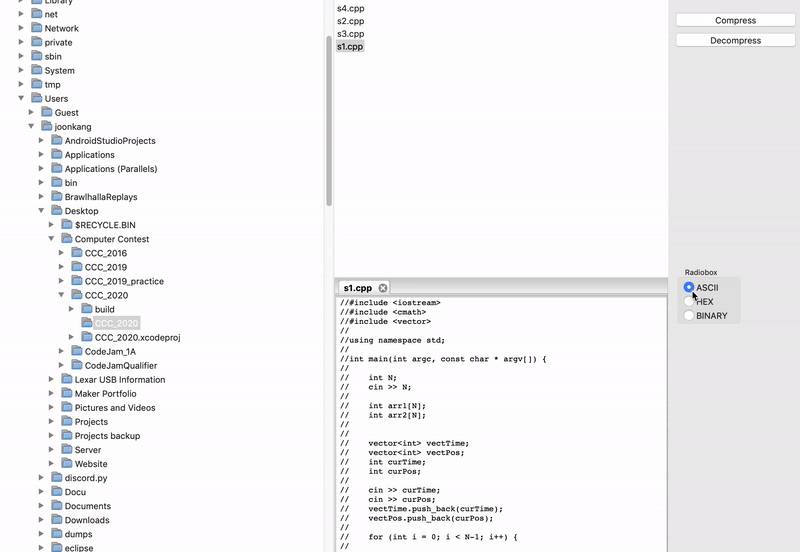 Library
net
Network
private
sbin
System
tmp
Users
Guest
joonkang
AndroidStudioProjects
Applications
Applications (Parallels)
bin
BrawlhallaReplays
Desktop
$RECYCLE.BIN
Computer Contest
CCC_2016
CCC_2019
CCC_2019_practice
CCC_2020
build
CCC_2020
CCC_2020.xcodeproj
CodeJam_1A
CodeJamQualifier
Lexar USB Information
Maker Portfolio
Pictures and Videos
Projects
Projects backup
Server
Website
discord.py
Docu
Documents
Downloads
dumps
eclipse
s4.cpp
s2.cpp
s3.cpp
s1.cpp
s1.cpp
//#include <iostream>
//#include <cmath>
//#include <vector>
//
//using namespace std;
//
//int main(int argc, const char * argv[]) {
//
//    int N;
//    cin >> N;
//
//    int arr1[N];
//    int arr2[N];
//
//
//    vector<int> vectTime;
//    vector<int> vectPos;
//    int curTime;
//    int curPos;
//
//    cin >> curTime;
//    cin >> curPos;
//    vectTime.push_back(curTime);
//    vectPos.push_back(curPos);
//
//    for (int i = 0; i < N-1; i++) {
//
Compress
Decompress
Radiobox
ASCII
HEX
BINARY